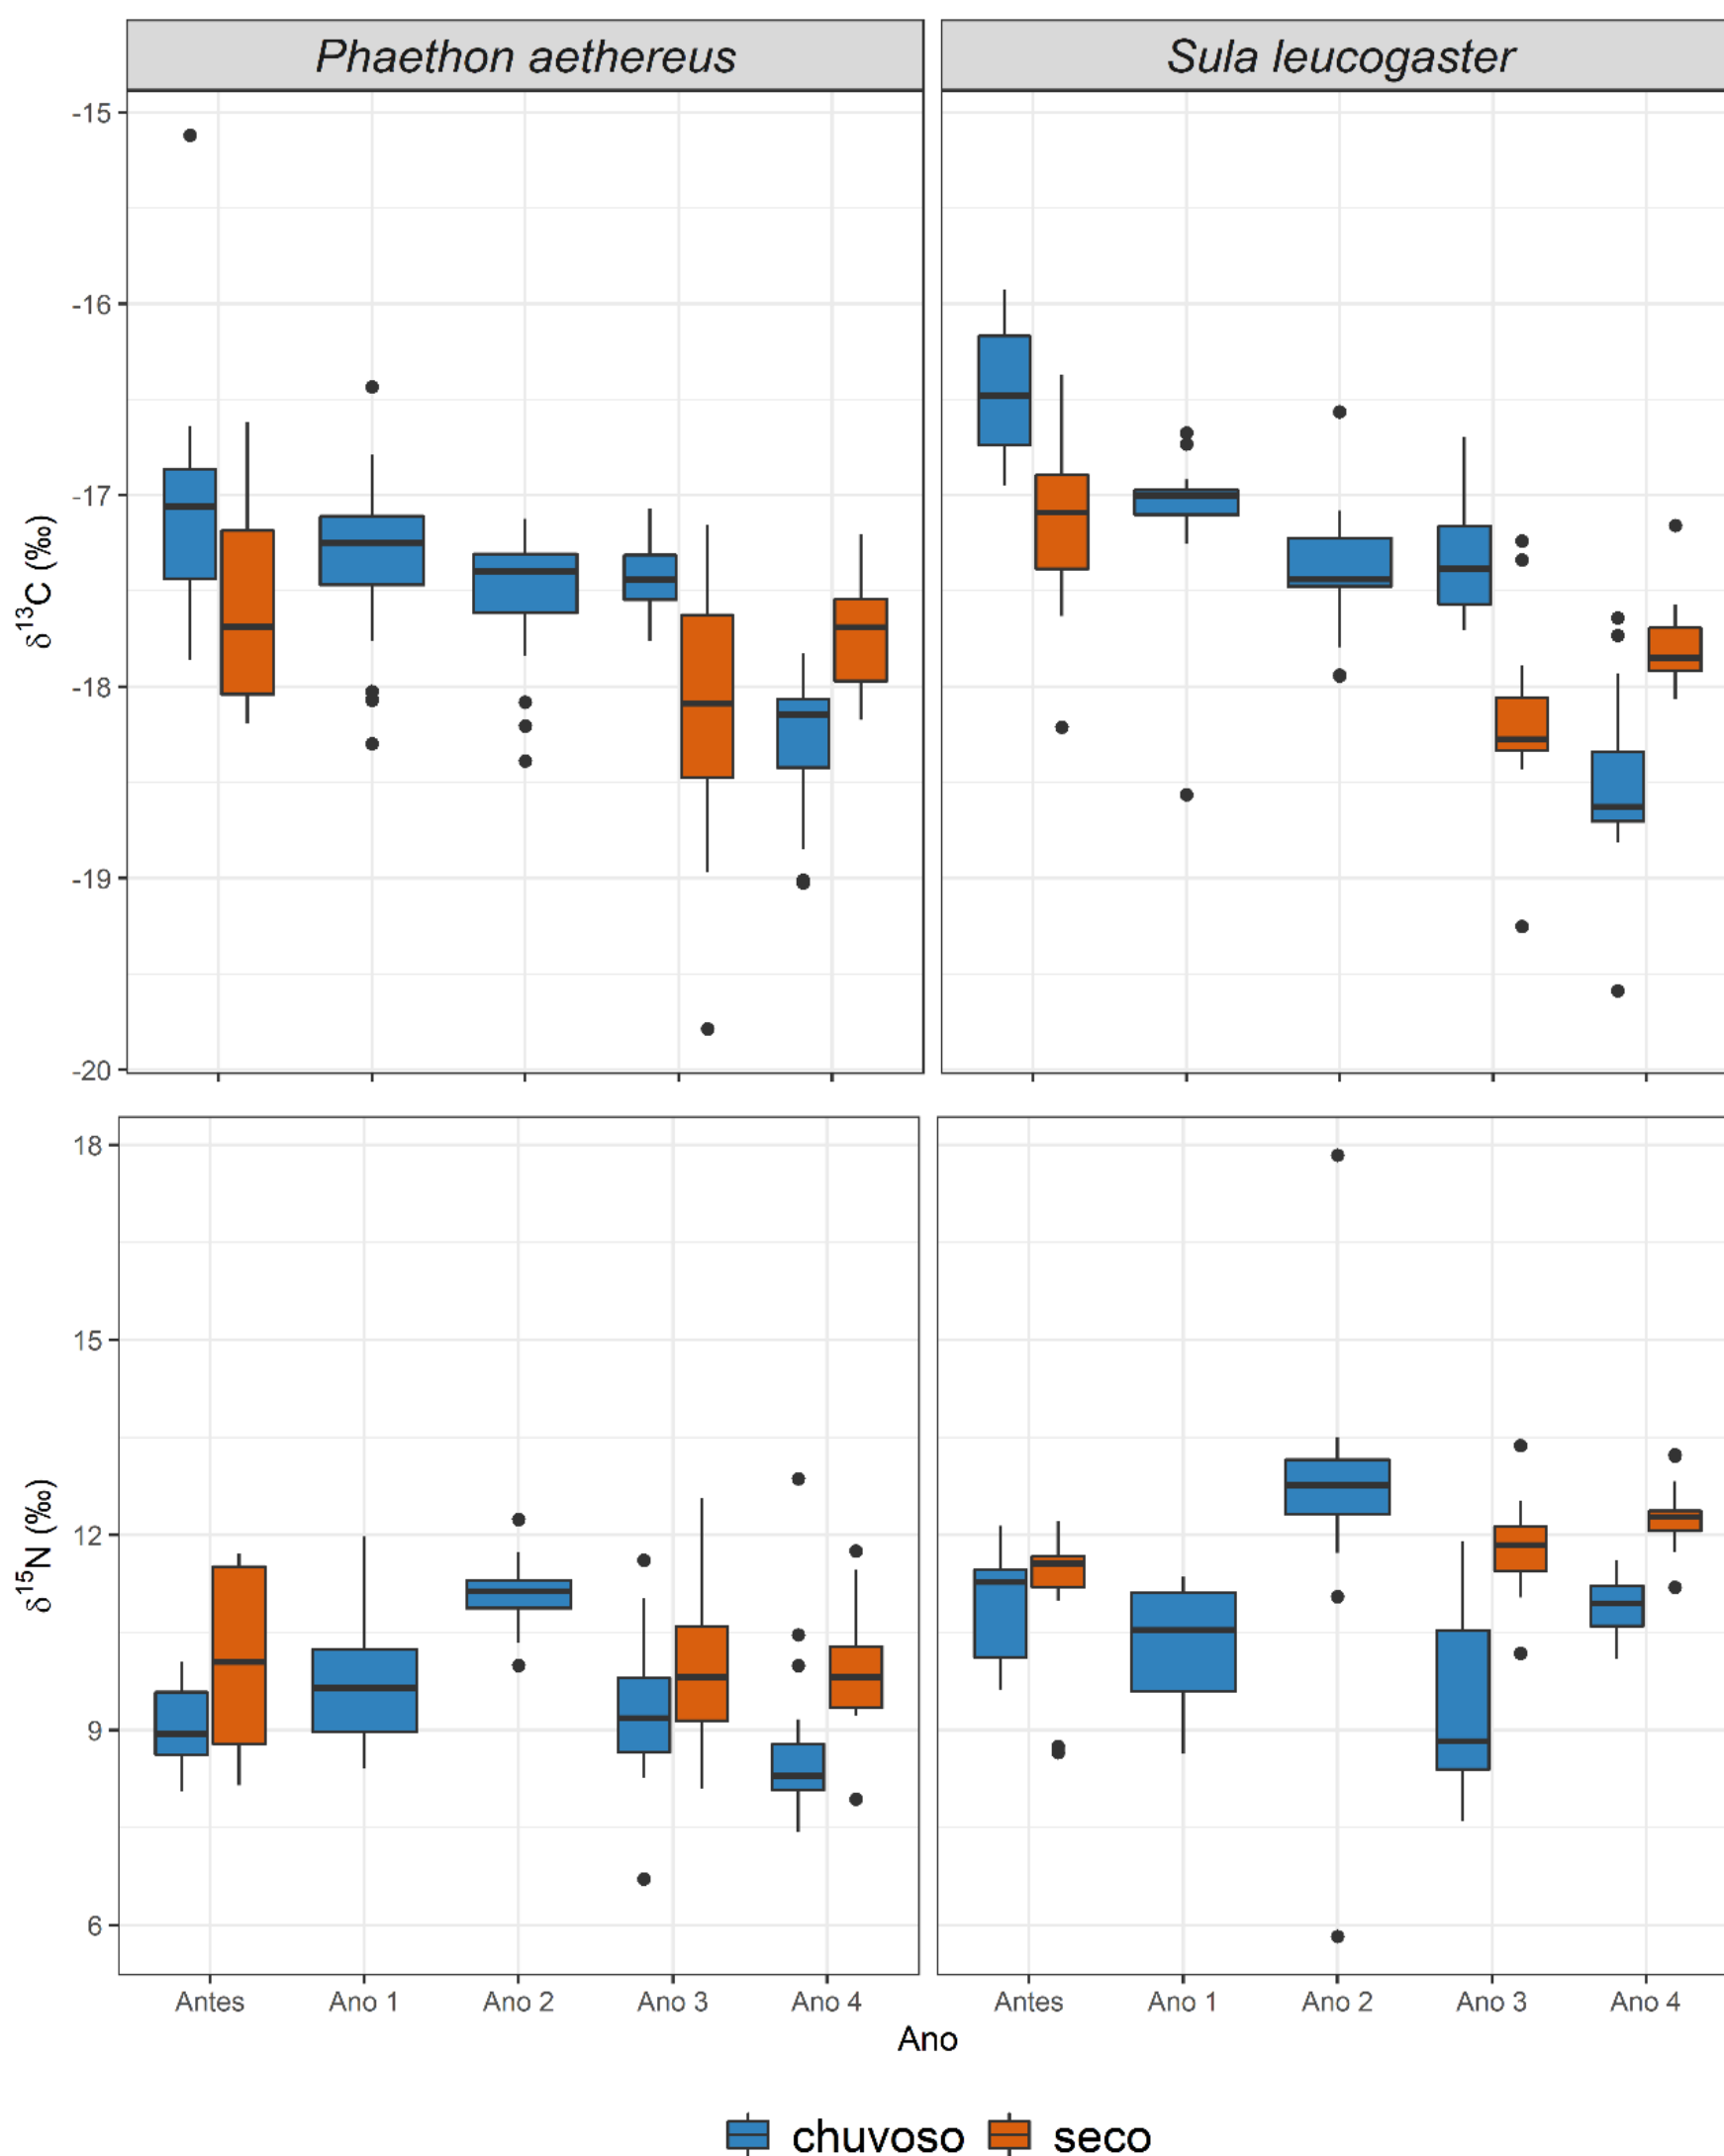 Phaethon aethereus Sula leucogaster
-15
-16
-17
-18
-19
-20
δ¹³C (‰)
18
15
12
9
6
δ¹⁵N (‰)
Antes Ano 1 Ano 2 Ano 3 Ano 4 Antes Ano 1 Ano 2 Ano 3 Ano 4
Ano
chuvoso seco